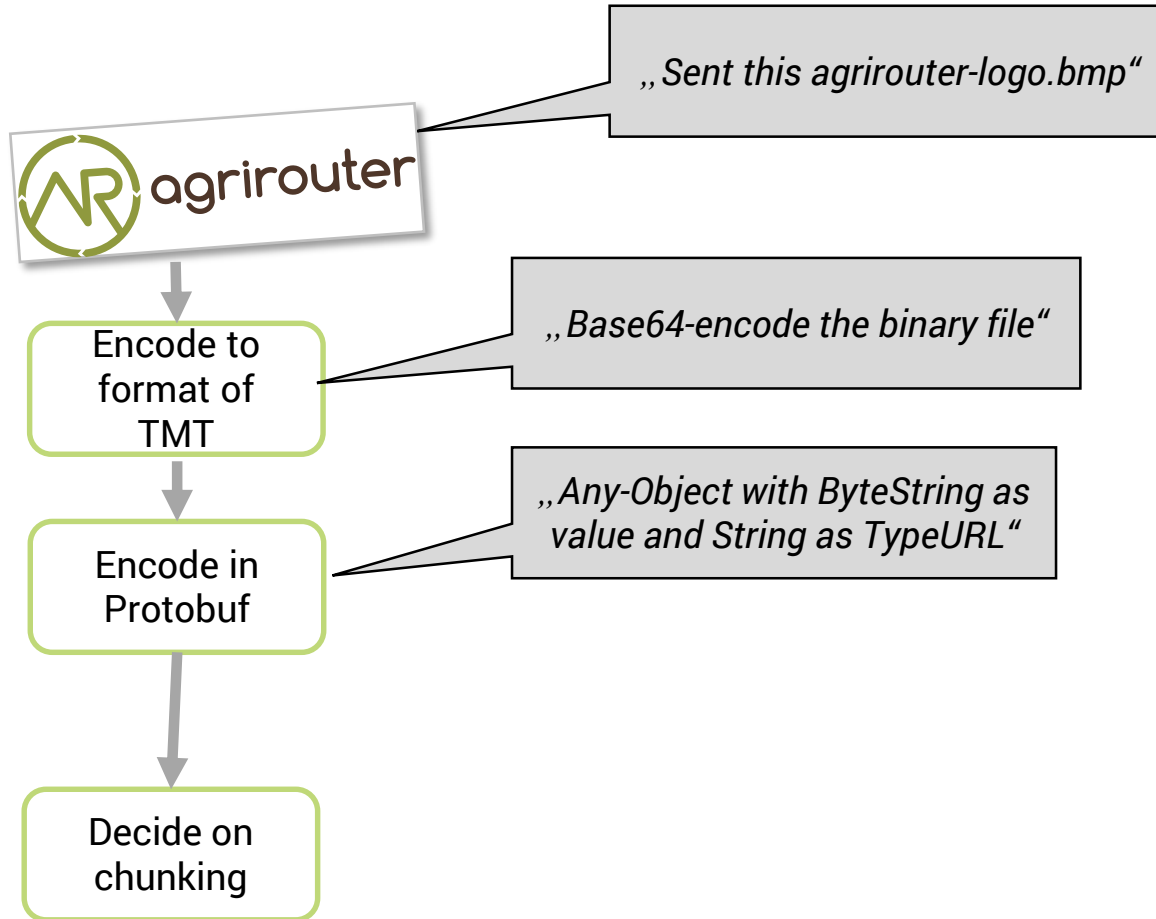 „Sent this agrirouter-logo.bmp“
AR agrirouter
„Base64-encode the binary file“
Encode to
format of
TMT
„Any-Object with ByteString as
value and String as TypeURL“
Encode in
Protobuf
Decide on
chunking